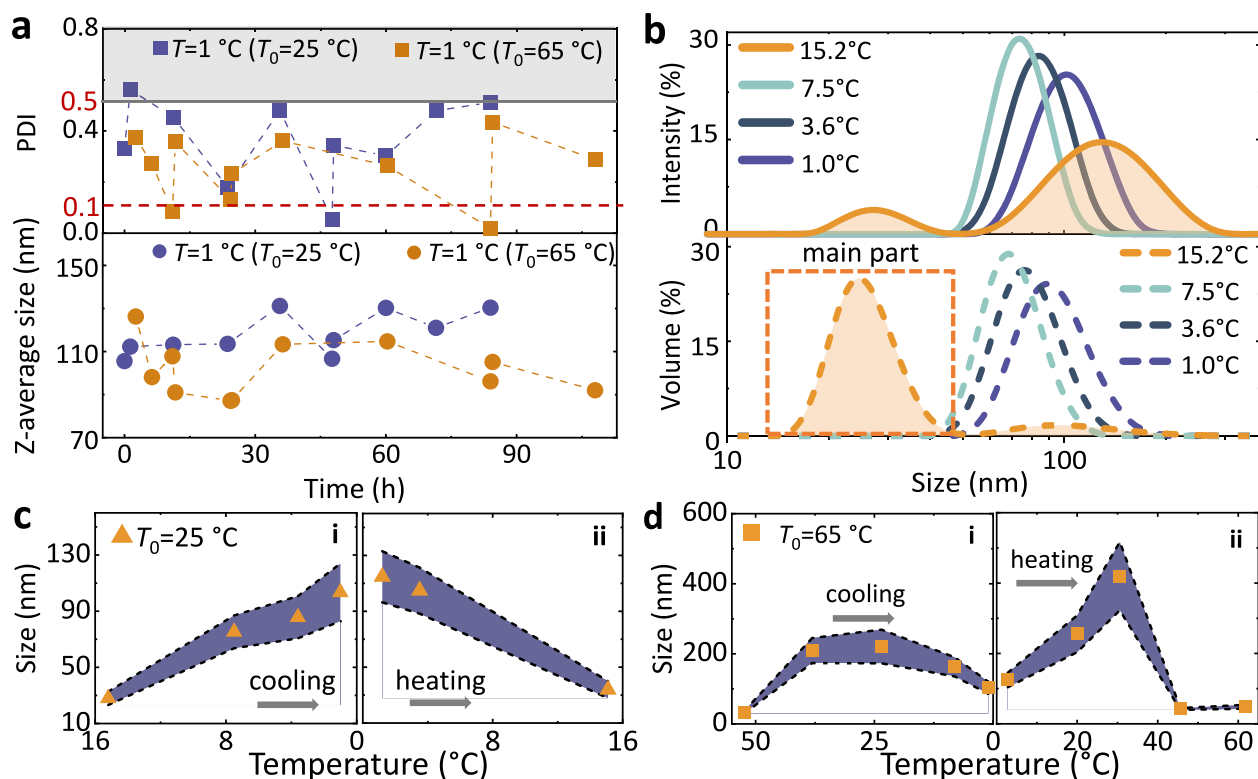 a
0.8
0.5
0.4
0.1
0.0
PDI
T=1 °C (T0=25 °C)
T=1 °C (T0=65 °C)
150
110
70
Z-average size (nm)
T=1 °C (T0=25 °C)
T=1 °C (T0=65 °C)
0 30 60 90
Time (h)
b
30
15
0
Intensity (%)
15.2°C
7.5°C
3.6°C
1.0°C
30
15
0
Volume (%)
main part
15.2°C
7.5°C
3.6°C
1.0°C
10 100
Size (nm)
c
T0=25 °C
i
ii
130
90
50
10
Size (nm)
cooling
heating
16 8 0 8 16
Temperature (°C)
d
T0=65 °C
i
ii
600
400
200
0
Size (nm)
cooling
heating
50 25 0 20 40 60
Temperature (°C)